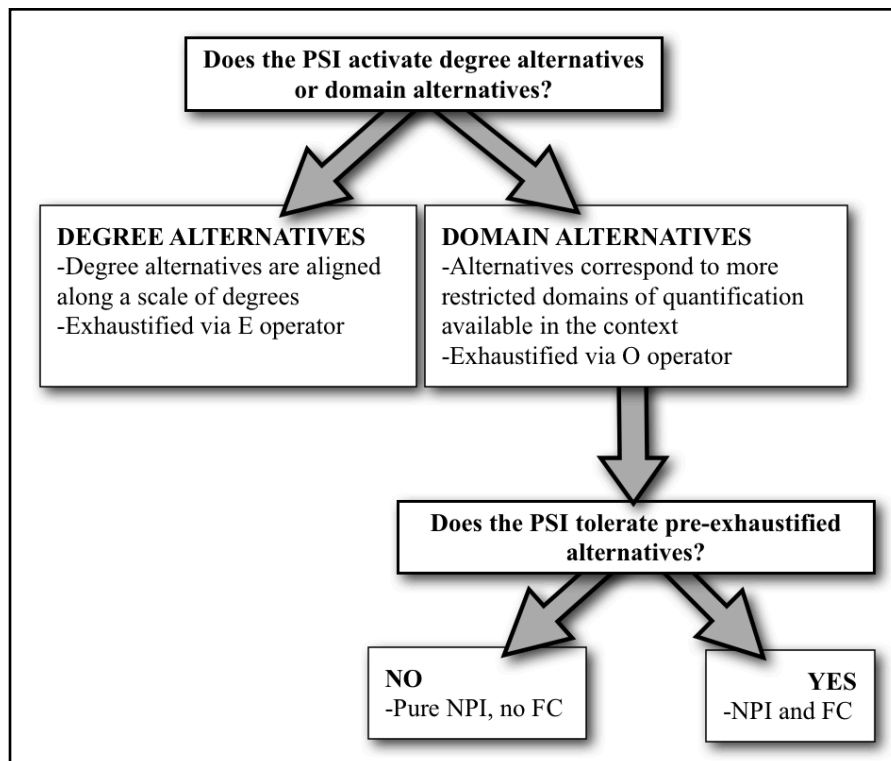 Does the PSI activate degree alternatives
or domain alternatives?
DEGREE ALTERNATIVES
-Degree alternatives are aligned
along a scale of degrees
-Exhaustified via E operator
DOMAIN ALTERNATIVES
-Alternatives correspond to more
restricted domains of quantification
available in the context
-Exhaustified via O operator
Does the PSI tolerate pre-exhaustified
alternatives?
NO
-Pure NPI, no FC
YES
-NPI and FC